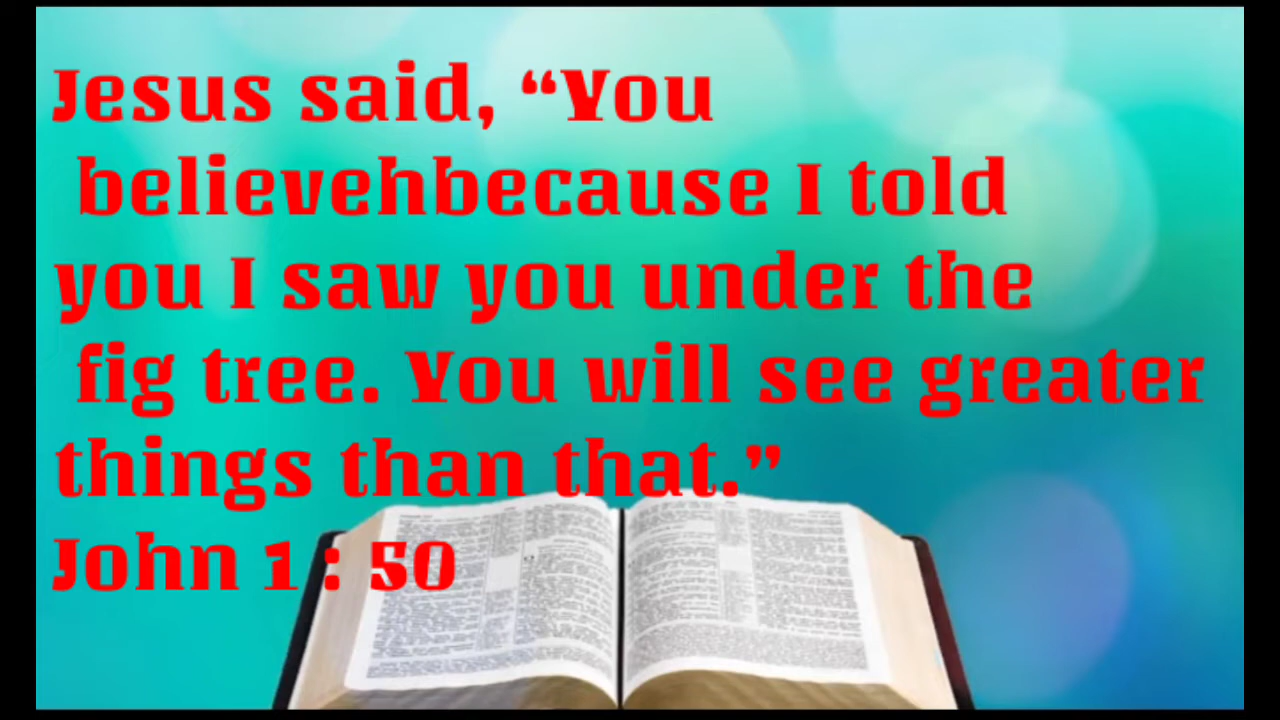 Jesus said, “You
believehbecause I told
you I saw you under the
fig tree. You will see greater
things than that.”
John 1 : 50